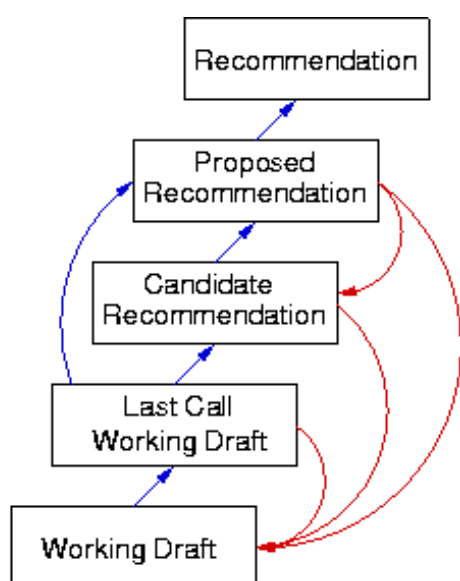 Recommendation
Proposed
Recommendation
Candidate
Recommendation
Last Call
Working Draft
Working Draft